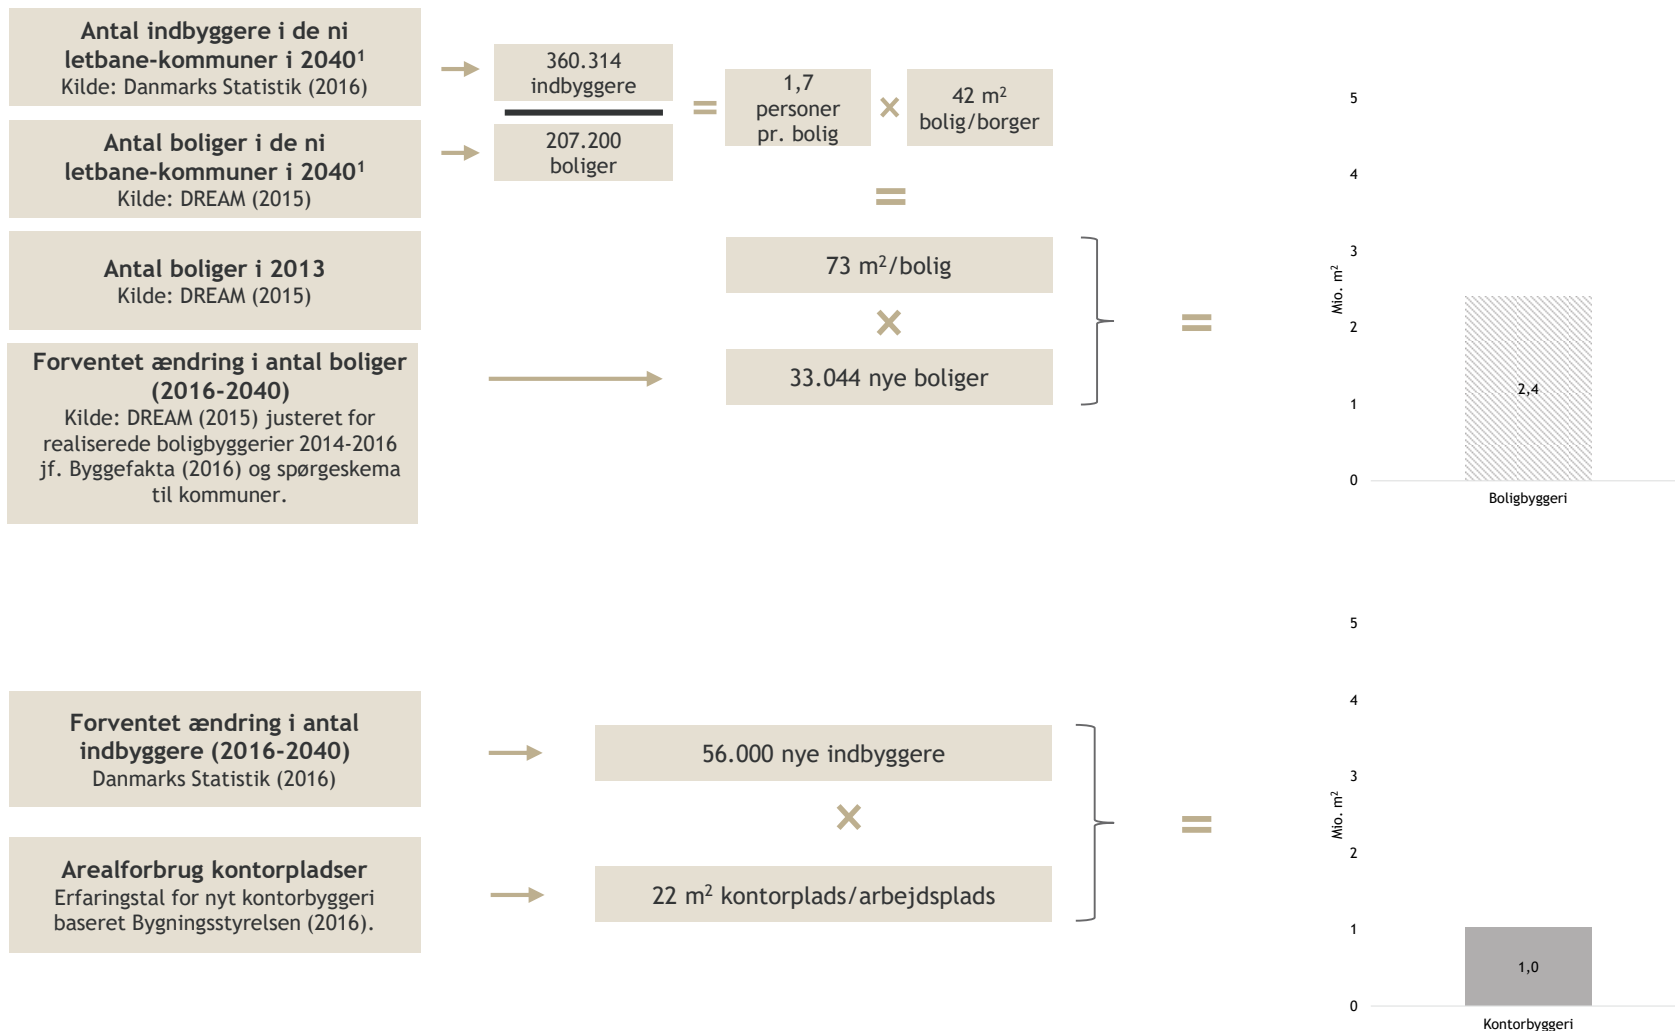 Antal indbyggere i de ni
letbane-kommuner i 2040¹
Kilde: Danmarks Statistik (2016)
360.314
indbyggere
Antal boliger i de ni
letbane-kommuner i 2040¹
Kilde: DREAM (2015)
207.200
boliger
=
1,7
personer
pr. bolig
×
42 m²
bolig/borger
=
Antal boliger i 2013
Kilde: DREAM (2015)
73 m²/bolig
×
Forventet ændring i antal boliger
(2016-2040)
Kilde: DREAM (2015) justeret for
realiserede boligbyggerier 2014-2016
jf. Byggefakta (2016) og spørgeskema
til kommuner.
33.044 nye boliger
=
5
4
3
2
1
0
Mio. m²
2,4
Boligbyggeri
Forventet ændring i antal
indbyggere (2016-2040)
Danmarks Statistik (2016)
56.000 nye indbyggere
×
Arealforbrug kontorpladser
Erfaringstal for nyt kontorbyggeri
baseret Bygningsstyrelsen (2016).
22 m² kontorplads/arbejdsplads
=
5
4
3
2
1
0
Mio. m²
1,0
Kontorbyggeri